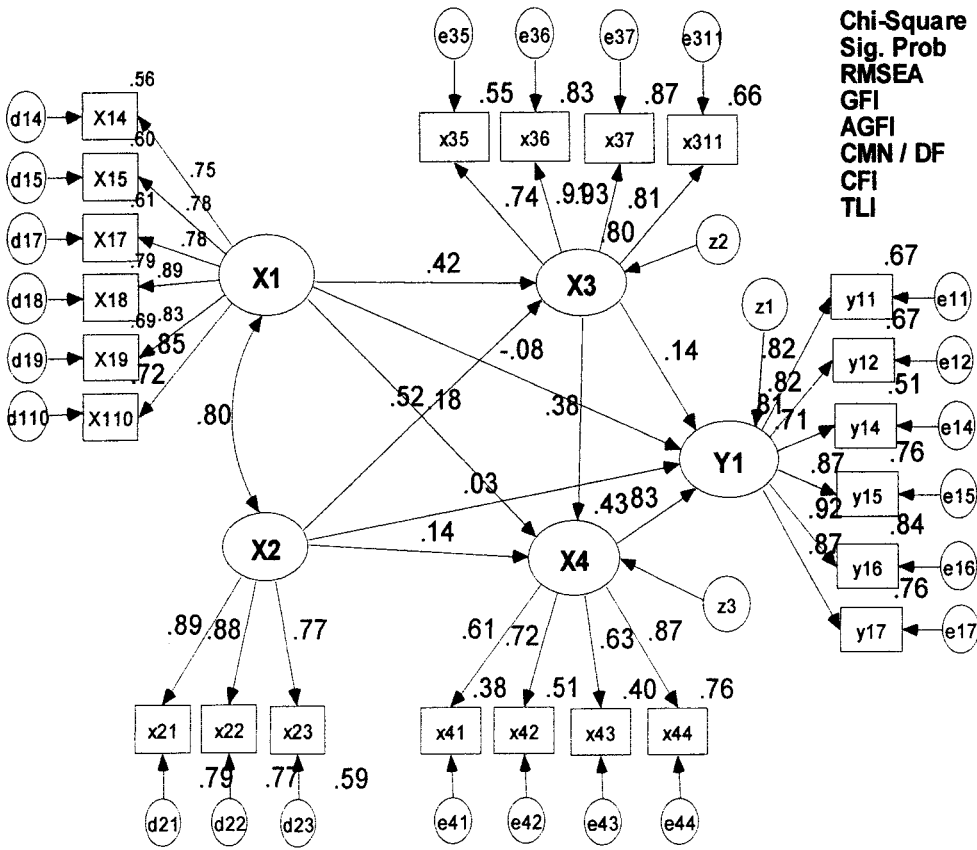 Chi-Square
Sig. Prob
RMSEA
GFI
AGFI
CMN / DF
CFI
TLI
e35
e36
e37
e311
.55
.83
.87
.66
x35
x36
x37
x311
.74
.91
.93
.81
.80
z2
X3
.56
d14
X14
.60
.75
d15
X15
.61
.78
d17
X17
.78
.79
d18
X18
.89
.69
.83
d19
X19
.85
.72
d110
X110
X1
.42
-.08
.14
.52
.18
.38
.80
.03
.14
.43
.83
z1
.67
y11
e11
.82
.67
y12
e12
.82
.81
.51
.71
y14
e14
.76
Y1
.87
y15
e15
.92
.84
y16
e16
.87
.76
y17
e17
X2
X4
z3
.89
.88
.77
.61
.72
.63
.87
.38
.51
.40
.76
x21
x22
x23
x41
x42
x43
x44
.79
.77
.59
d21
d22
d23
e41
e42
e43
e44